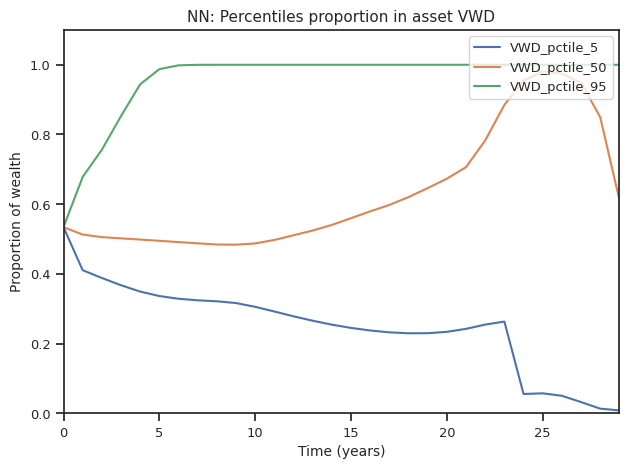 NN: Percentiles proportion in asset VWD
VWD_pctile_5
VWD_pctile_50
VWD_pctile_95
Proportion of wealth
1.0
0.8
0.6
0.4
0.2
0.0
0 5 10 15 20 25
Time (years)